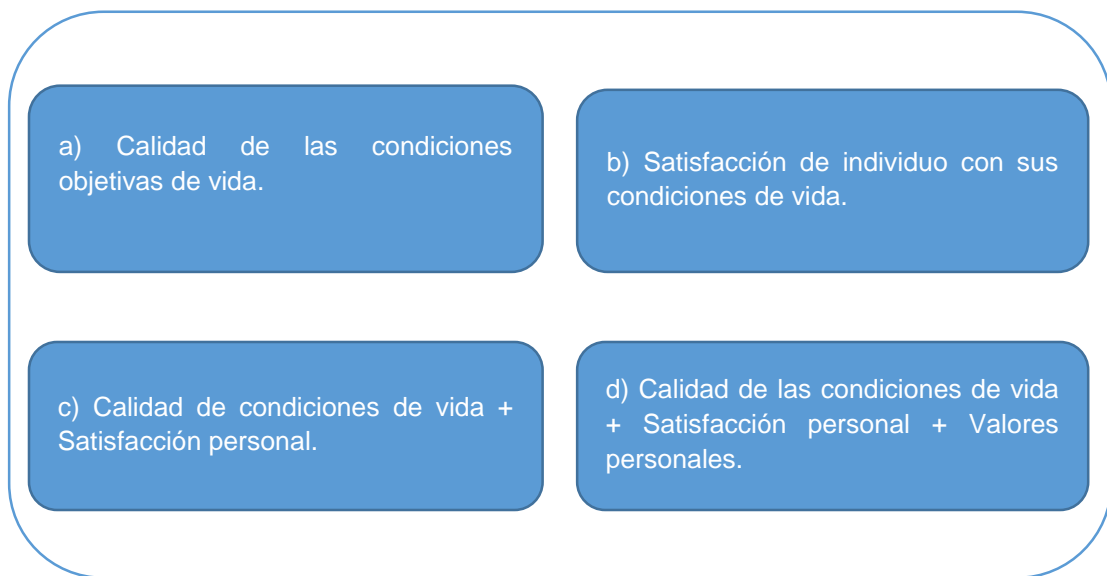 a) Calidad de las condiciones
objetivas de vida.
b) Satisfacción de individuo con sus
condiciones de vida.
c) Calidad de condiciones de vida +
Satisfacción personal.
d) Calidad de las condiciones de vida
+ Satisfacción personal + Valores
personales.